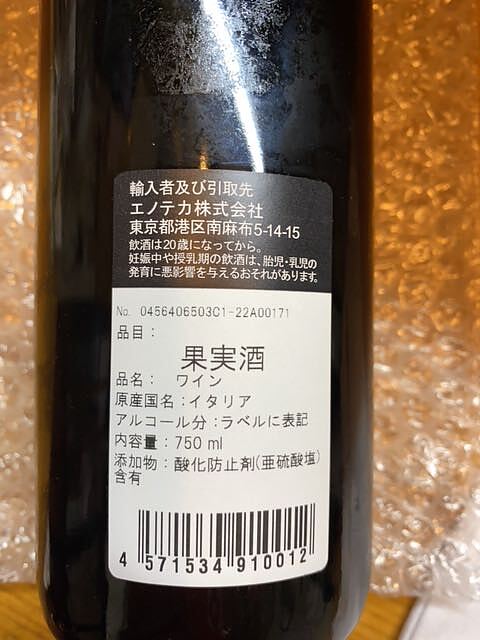 輸入者及び引取先
エノテカ株式会社
東京都港区南麻布5-14-15
飲酒は20歳になってから。
妊娠中や授乳期の飲酒は、胎児・乳児の
発育に悪影響を与えるおそれがあります。
No. 0456406503C1-22A00171
品目：
果実酒
品名： ワイン
原産国名：イタリア
アルコール分：ラベルに表記
内容量：750 ml
添加物：酸化防止剤(亜硫酸塩)
含有
4 571534 910012